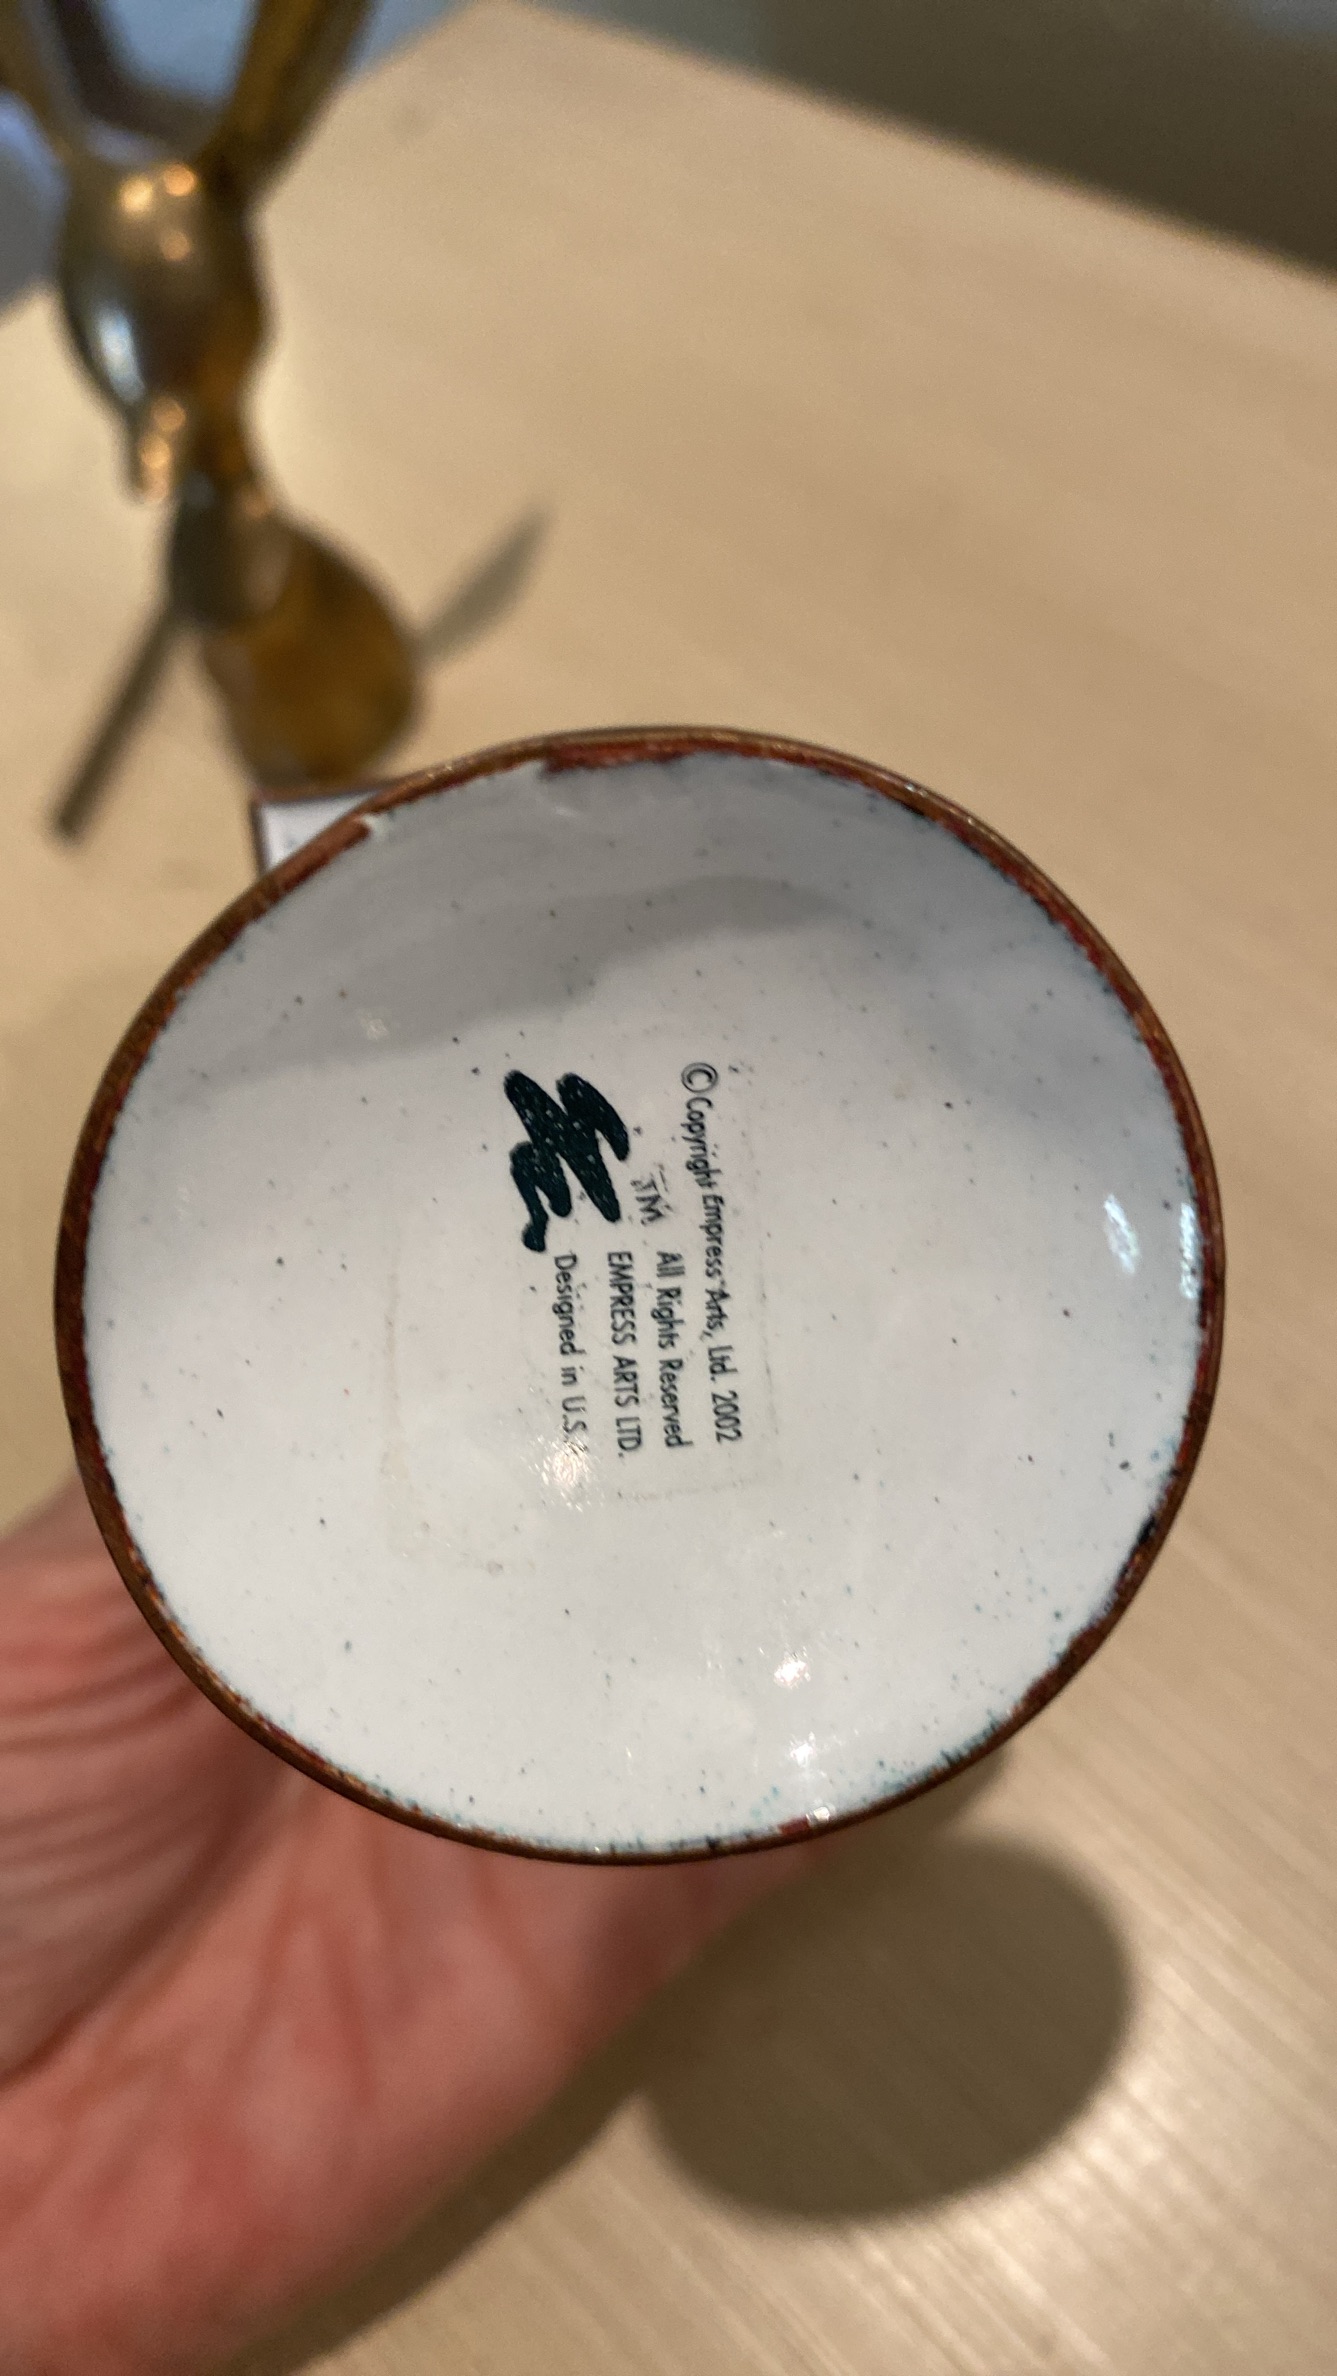 ©Copyright Empress Arts, Ltd. 2002
TM All Rights Reserved
EMPRESS ARTS LTD.
Designed in U.S.